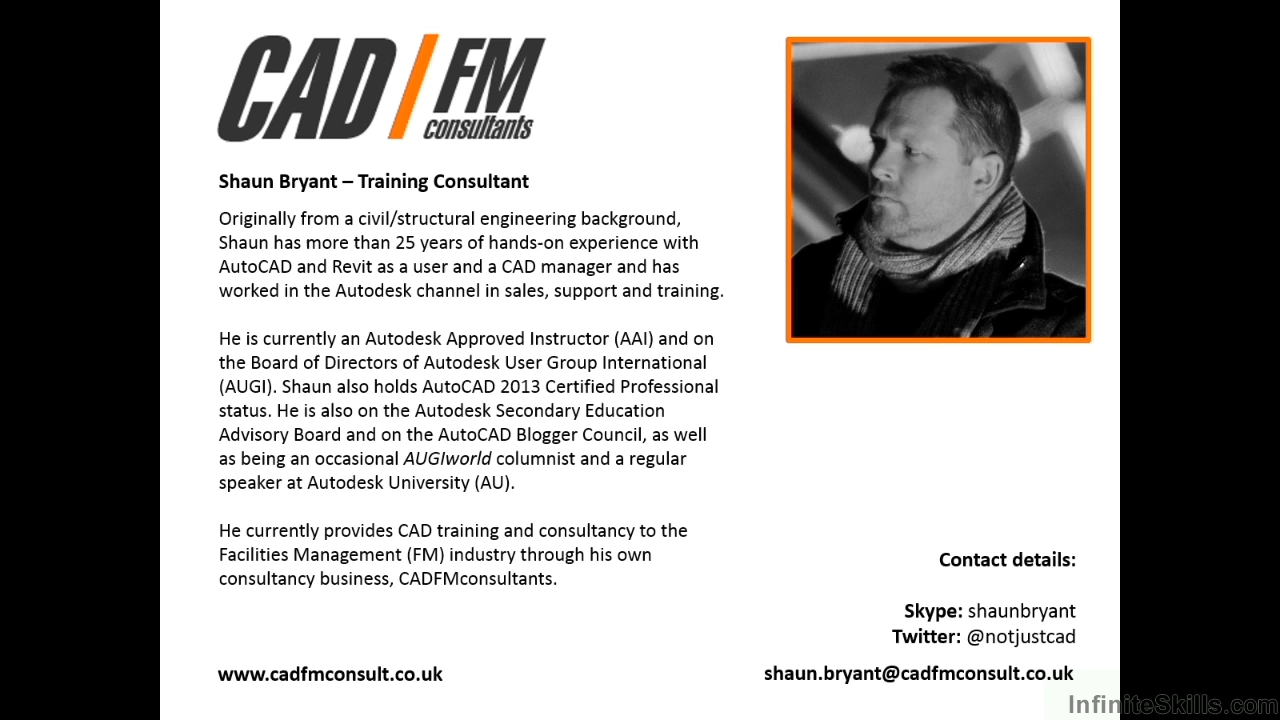 CAD/FM
consultants
Shaun Bryant – Training Consultant
Originally from a civil/structural engineering background,
Shaun has more than 25 years of hands-on experience with
AutoCAD and Revit as a user and a CAD manager and has
worked in the Autodesk channel in sales, support and training.
He is currently an Autodesk Approved Instructor (AAI) and on
the Board of Directors of Autodesk User Group International
(AUGI). Shaun also holds AutoCAD 2013 Certified Professional
status. He is also on the Autodesk Secondary Education
Advisory Board and on the AutoCAD Blogger Council, as well
as being an occasional AUGIworld columnist and a regular
speaker at Autodesk University (AU).
He currently provides CAD training and consultancy to the
Facilities Management (FM) industry through his own
consultancy business, CADFMconsultants.
Contact details:
Skype: shaunbryant
Twitter: @notjustcad
www.cadfmconsult.co.uk
shaun.bryant@cadfmconsult.co.uk
InfiniteSkills.com